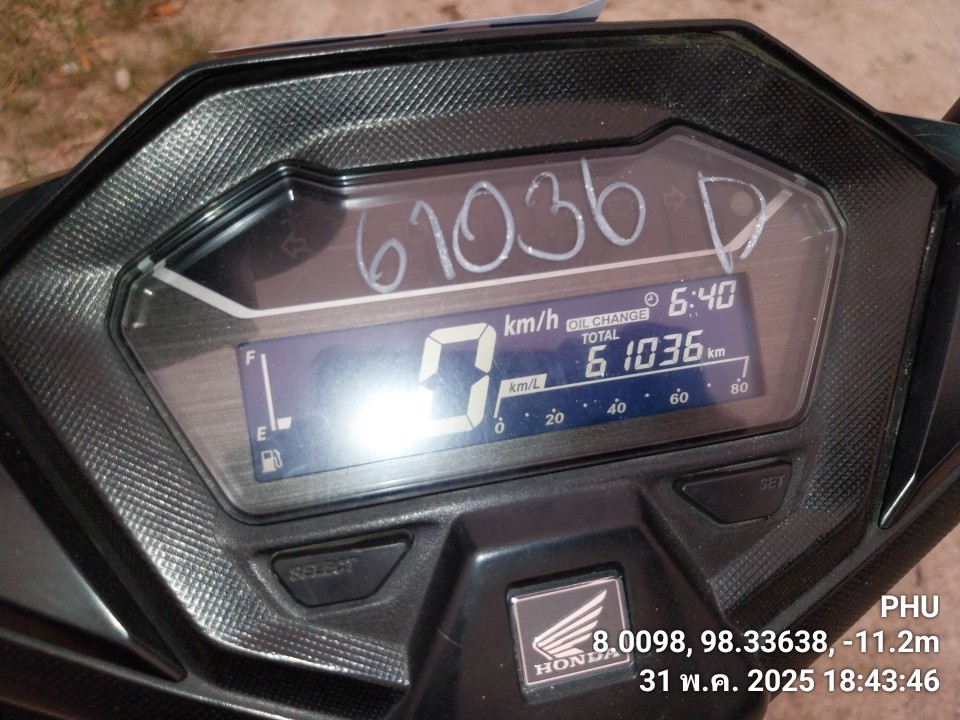 61036 D
km/h
OIL CHANGE
6:40
TOTAL
61036 km
F
E
0
km/L
0 20 40 60 80
SELECT
SET
HONDA
PHU
8.0098, 98.33638, -11.2m
31 พ.ค. 2025 18:43:46